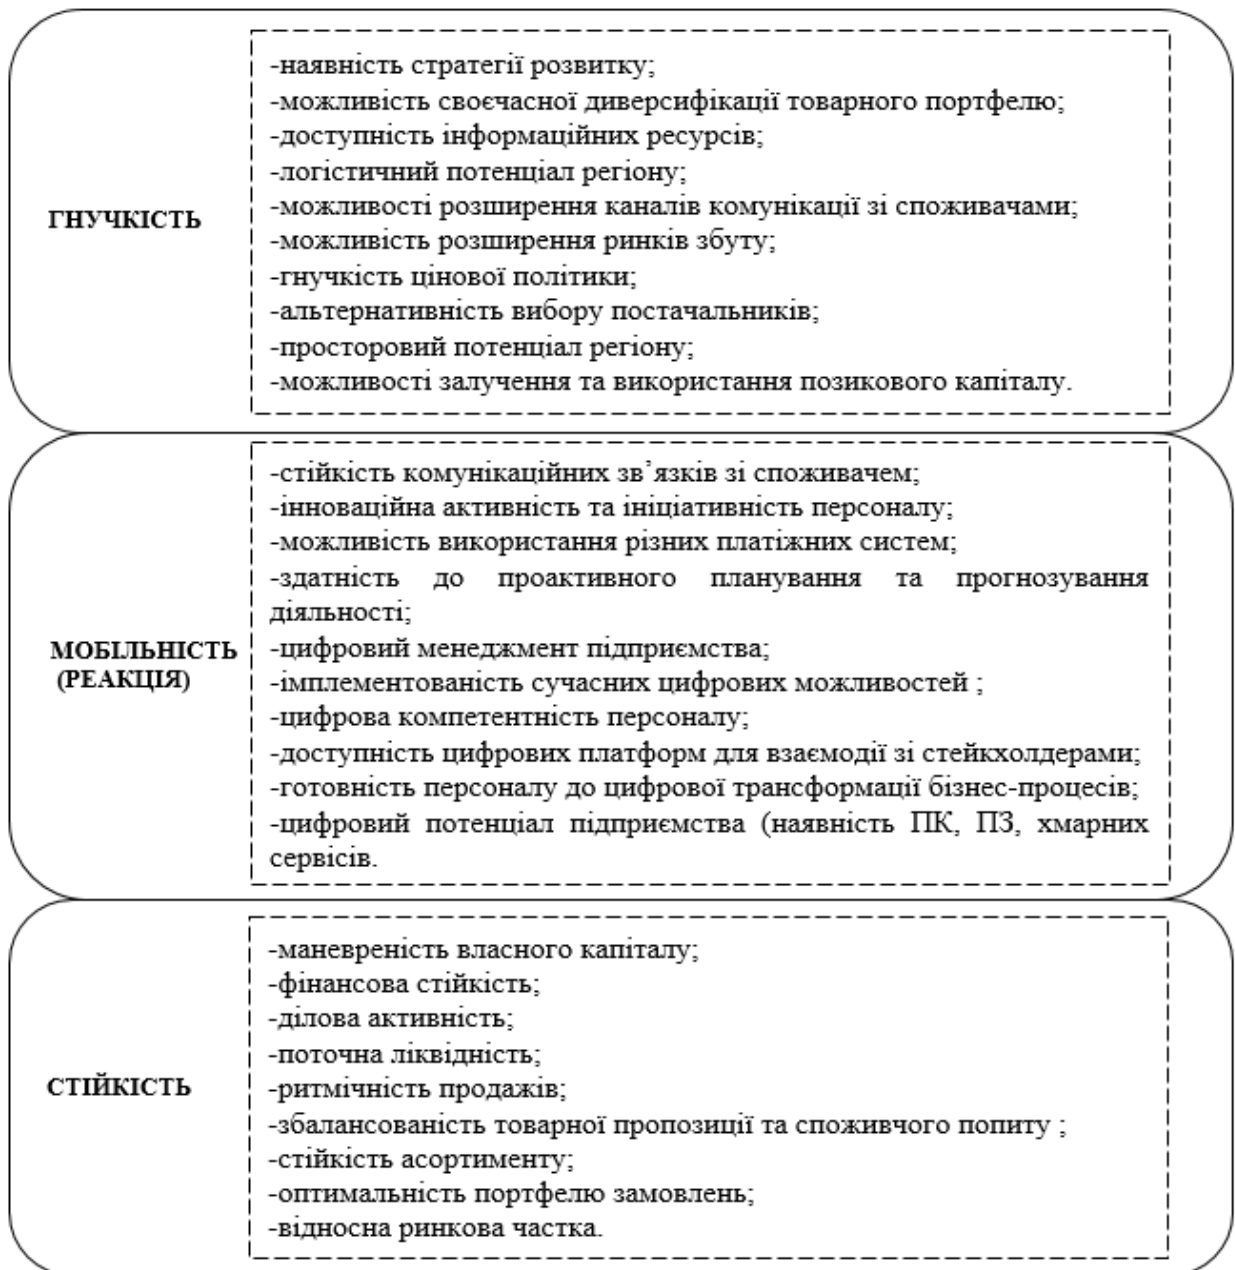 ГНУЧКІСТЬ
-наявність стратегії розвитку;
-можливість своєчасної диверсифікації товарного портфелю;
-доступність інформаційних ресурсів;
-логістичний потенціал регіону;
-можливості розширення каналів комунікації зі споживачами;
-можливість розширення ринків збуту;
-гнучкість цінової політики;
-альтернативність вибору постачальників;
-просторовий потенціал регіону;
-можливості залучення та використання позикового капіталу.
МОБІЛЬНІСТЬ
(РЕАКЦІЯ)
-стійкість комунікаційних зв’язків зі споживачем;
-інноваційна активність та ініціативність персоналу;
-можливість використання різних платіжних систем;
-здатність до проактивного планування та прогнозування
діяльності;
-цифровий менеджмент підприємства;
-імплементованість сучасних цифрових можливостей ;
-цифрова компетентність персоналу;
-доступність цифрових платформ для взаємодії зі стейкхолдерами;
-готовність персоналу до цифрової трансформації бізнес-процесів;
-цифровий потенціал підприємства (наявність ПК, ПЗ, хмарних
сервісів.
СТІЙКІСТЬ
-маневреність власного капіталу;
-фінансова стійкість;
-ділова активність;
-поточна ліквідність;
-ритмічність продажів;
-збалансованість товарної пропозиції та споживчого попиту ;
-стійкість асортименту;
-оптимальність портфелю замовлень;
-відносна ринкова частка.